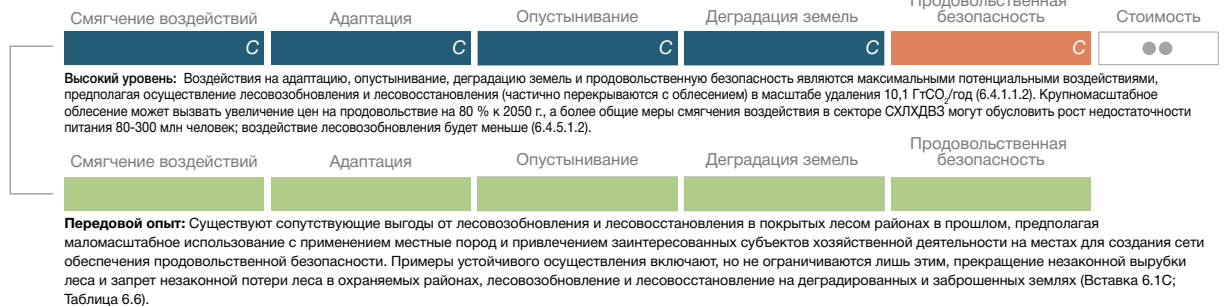 Смягчение воздействий Адаптация Опустынивание Деградация земель Продовольственная безопасность Стоимость
С С С С С
Высокий уровень: Воздействия на адаптацию, опустынивание, деградацию земель и продовольственную безопасность являются максимальными потенциальными воздействиями,
предполагая осуществление лесовозобновления и лесовосстановления (частично перекрываются с облесением) в масштабе удаления 10,1 ГтCO2/год (6.4.1.1.2). Крупномасштабное
облесение может вызвать увеличение цен на продовольствие на 80 % к 2050 г., а более общие меры смягчения воздействия в секторе СХЛХДВЗ могут обусловить рост недостаточности
питания 80-300 млн человек; воздействие лесовозобновления будет меньше (6.4.5.1.2).
Смягчение воздействий Адаптация Опустынивание Деградация земель Продовольственная безопасность
Передовой опыт: Существуют сопутствующие выгоды от лесовозобновления и лесовосстановления в покрытых лесом районах в прошлом, предполагая
маломасштабное использование с применением местные пород и привлечением заинтересованных субъектов хозяйственной деятельности на местах для создания сети
обеспечения продовольственной безопасности. Примеры устойчивого осуществления включают, но не ограничиваются лишь этим, прекращение незаконной вырубки
леса и запрет незаконной потери леса в охраняемых районах, лесовозобновление и лесовосстановление на деградированных и заброшенных землях (Вставка 6.1С;
Таблица 6.6).